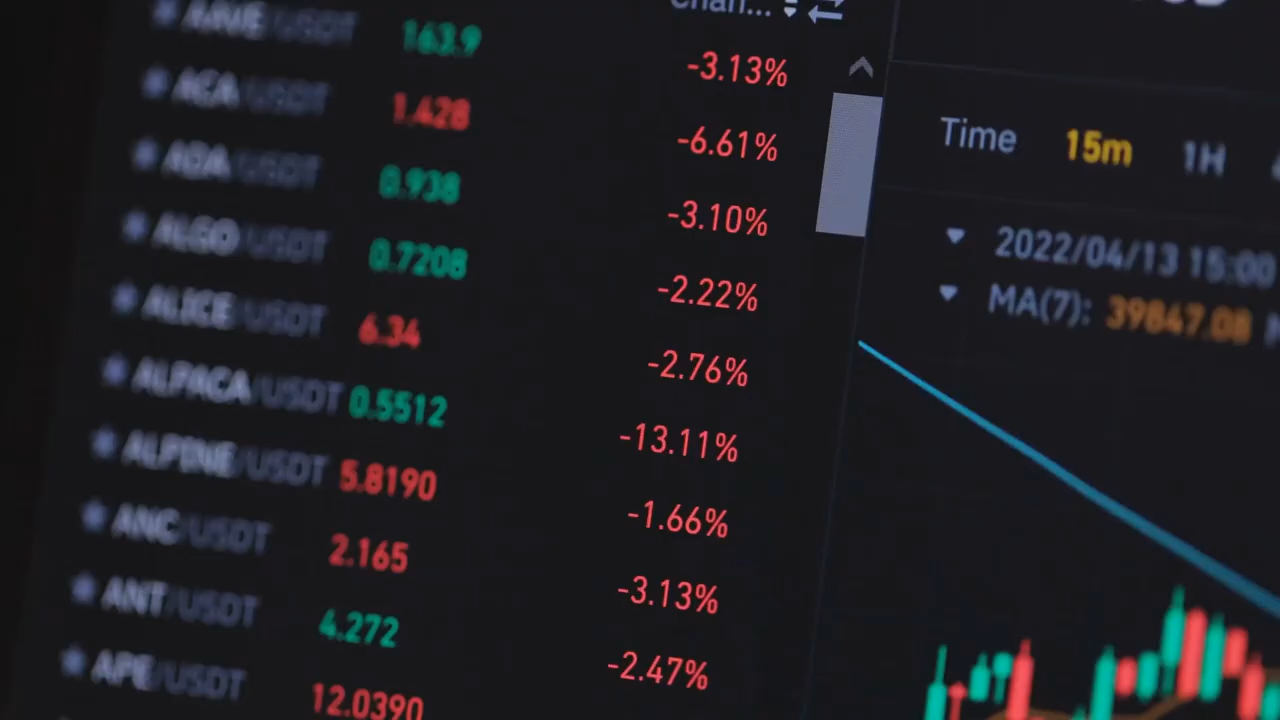 Chan...
AAVE/USDT 163.9 -3.13%
ACA/USDT 1.428 -6.61%
ADA/USDT 0.938 -3.10%
ALGO/USDT 0.7208 -2.22%
ALICE/USDT 6.34 -2.76%
ALPACA/USDT 0.5512 -13.11%
ALPINE/USDT 5.8190 -1.66%
ANC/USDT 2.165 -3.13%
ANT/USDT 4.272 -2.47%
APE/USDT 12.0390
Time 15m 1H
2022/04/13 15:00
MA(7): 39847.08